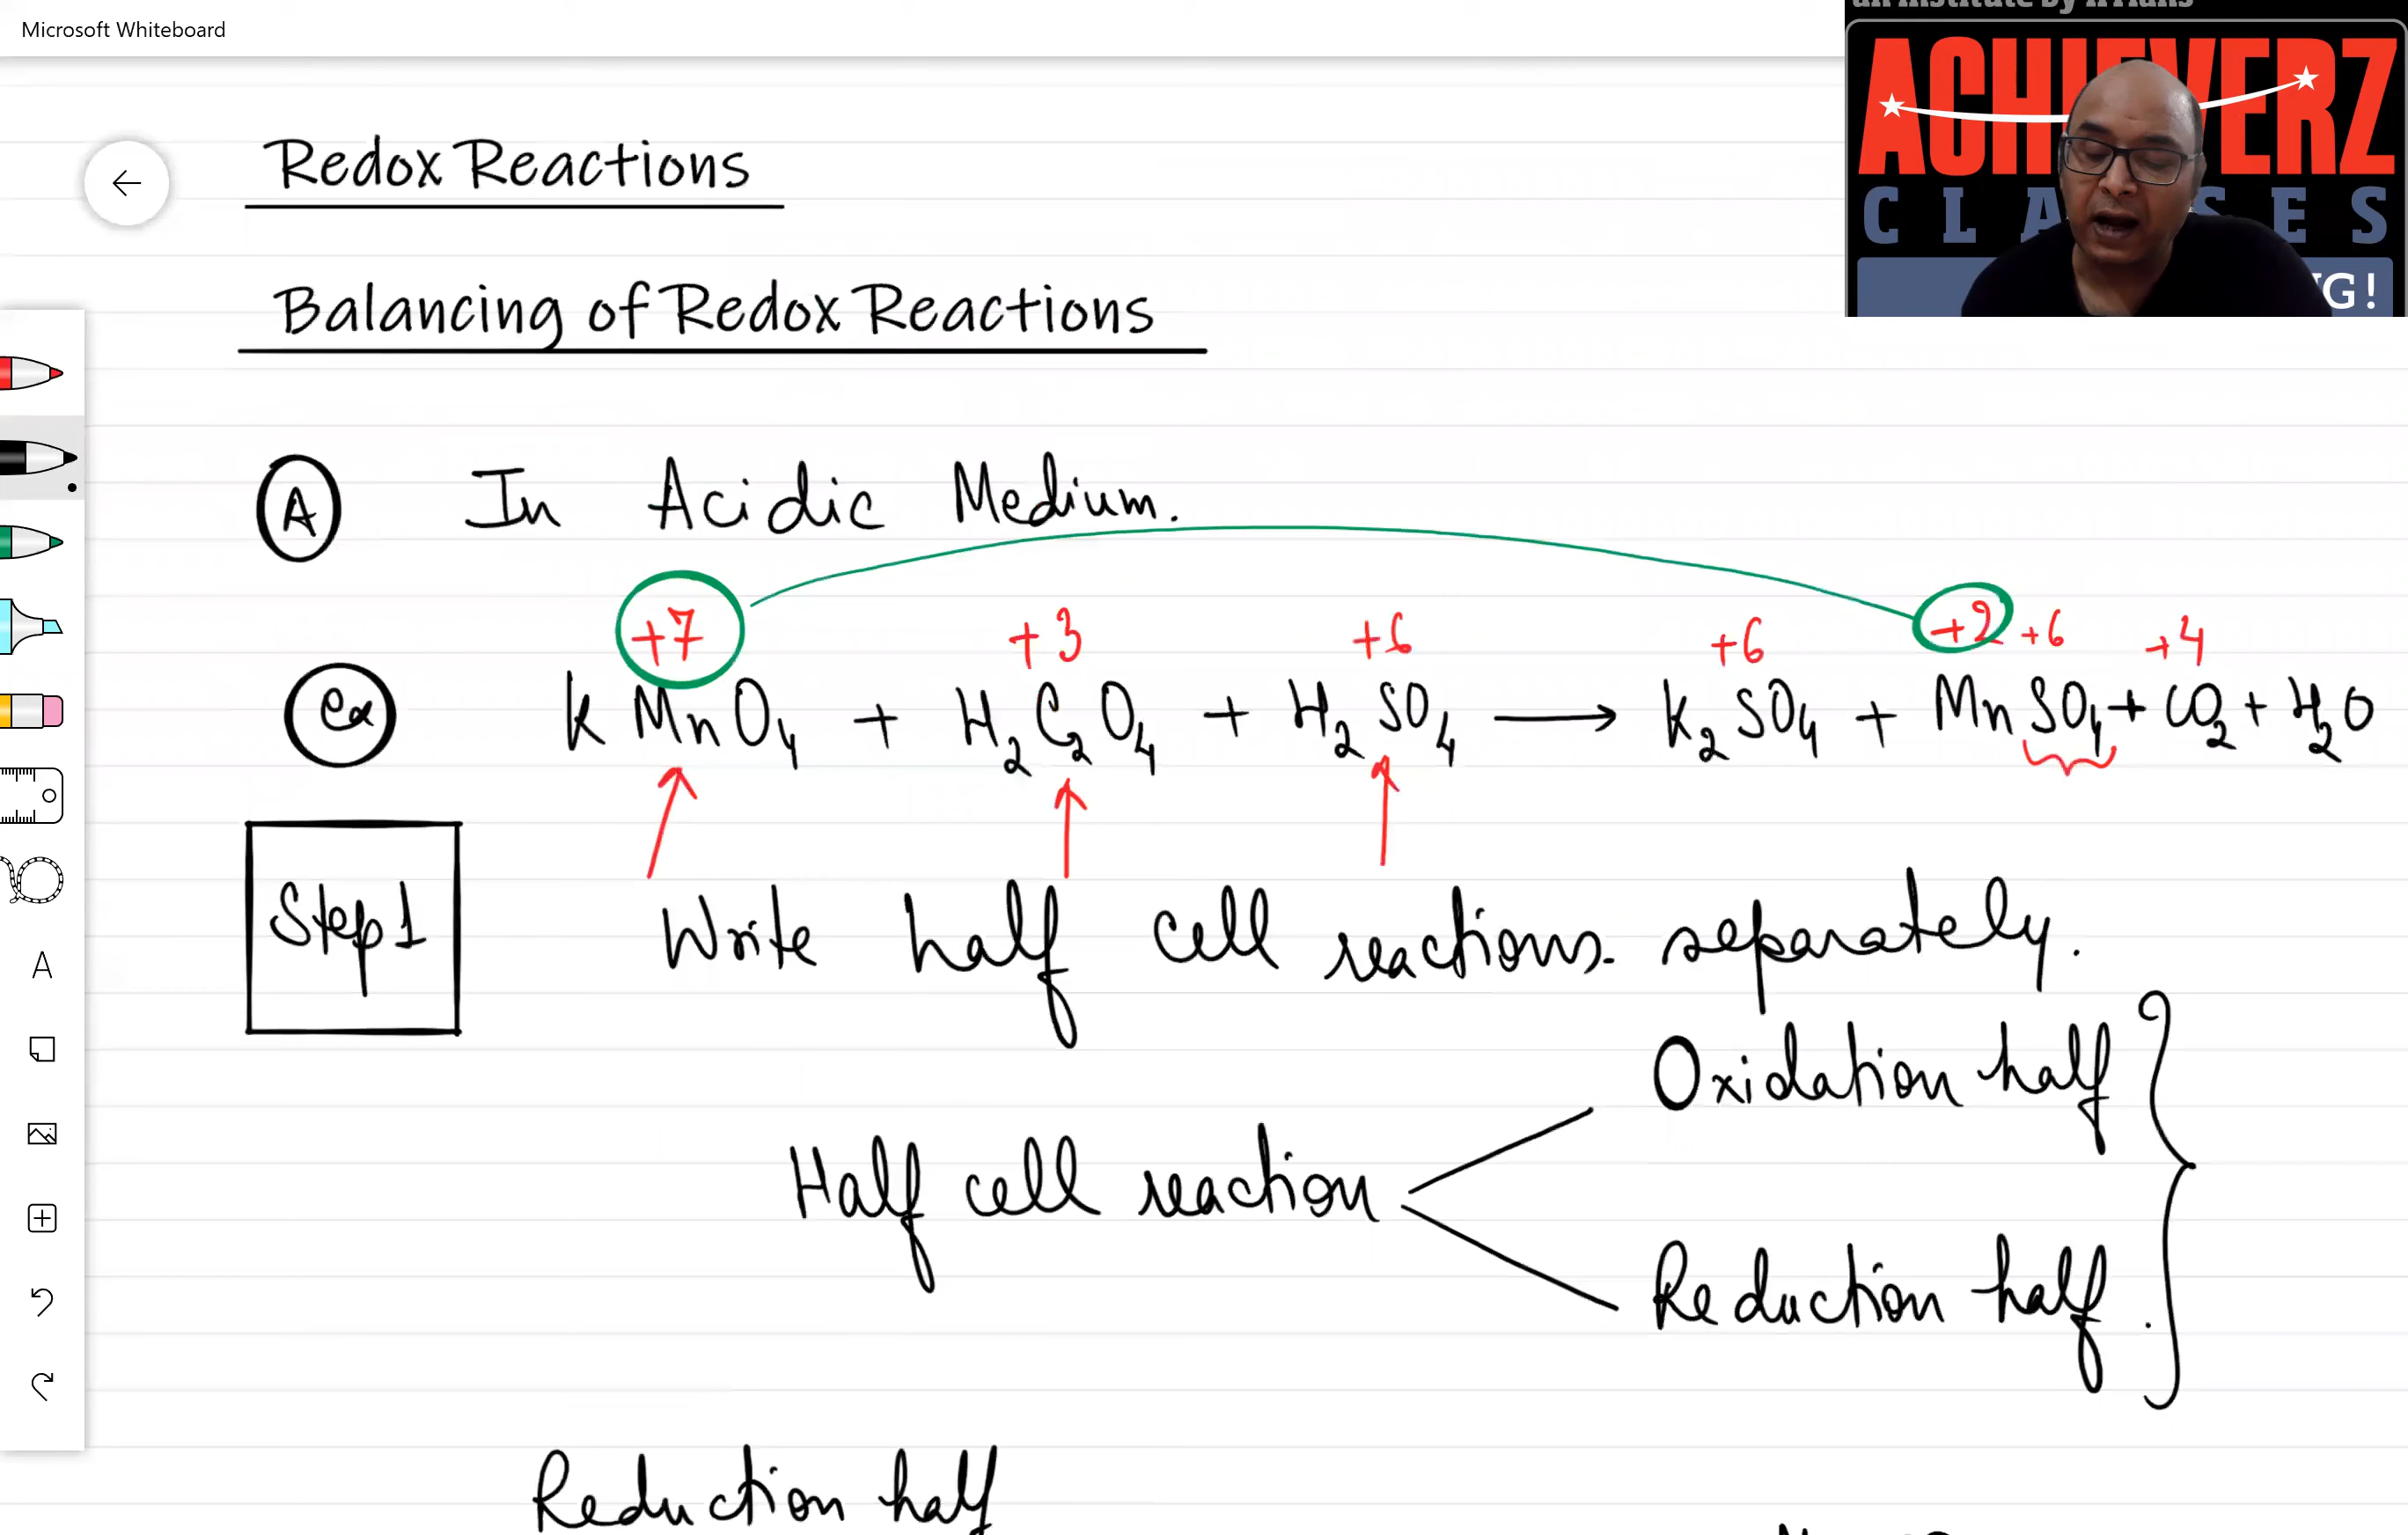 Microsoft Whiteboard
ACHIEVERZ
CLASSES
G!
Redox Reactions
Balancing of Redox Reactions
A In Acidic Medium.
+7 +3 +6 +6 +2 +6 +4
ex K MnO4 + H2C2O4 + H2SO4 → K2SO4 + MnSO4 + CO2 + H2O
Step 1 Write half cell reactions separately.
Oxidation half
Half cell reaction
Reduction half.
Reduction half
A